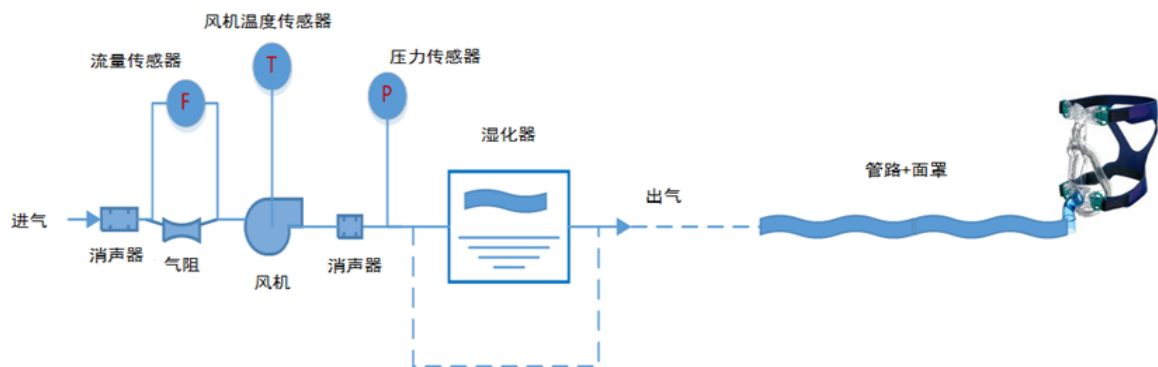 风机温度传感器
流量传感器
T
压力传感器
F
P
湿化器
管路+面罩
出气
进气
消声器
气阻
风机
消声器